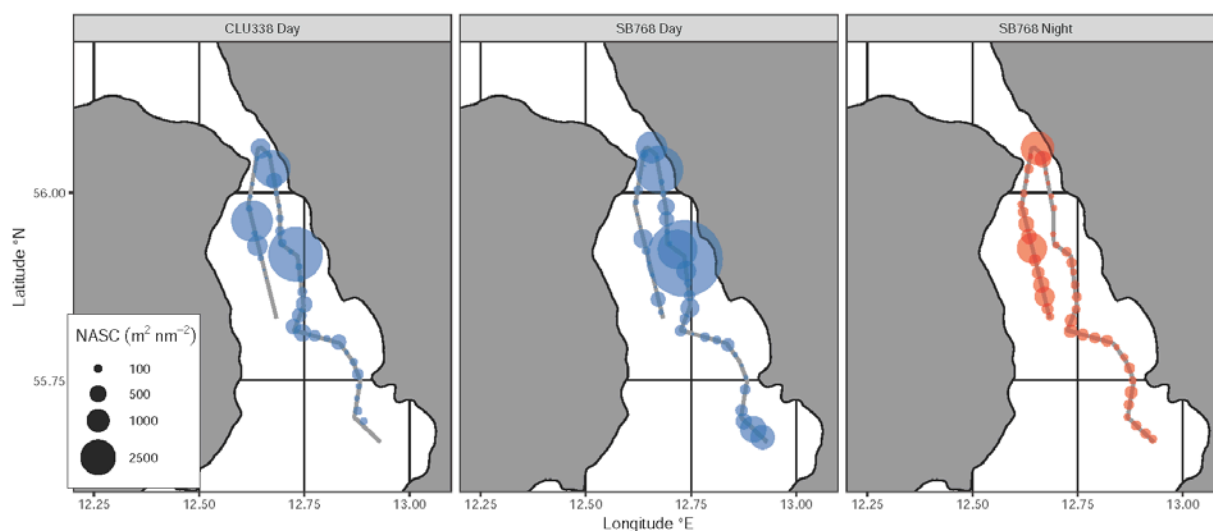 CLU338 Day
SB768 Day
SB768 Night
Latitude °N
56.00
55.75
NASC (m² nm⁻²)
100
500
1000
2500
12.25 12.50 12.75 13.00
12.25 12.50 12.75 13.00
12.25 12.50 12.75 13.00
Longitude °E